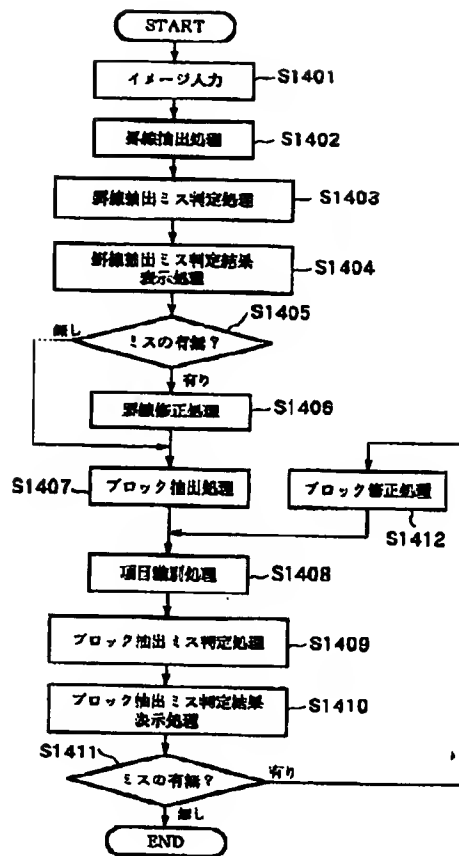 START
イメージ入力
S1401
罫線抽出処理
S1402
罫線抽出ミス判定処理
S1403
罫線抽出ミス判定結果
表示処理
S1404
S1405
無し
ミスの有無?
有り
罫線修正処理
S1406
S1407
ブロック抽出処理
ブロック修正処理
S1412
項目識別処理
S1408
ブロック抽出ミス判定処理
S1409
ブロック抽出ミス判定結果
表示処理
S1410
S1411
ミスの有無?
有り
無し
END